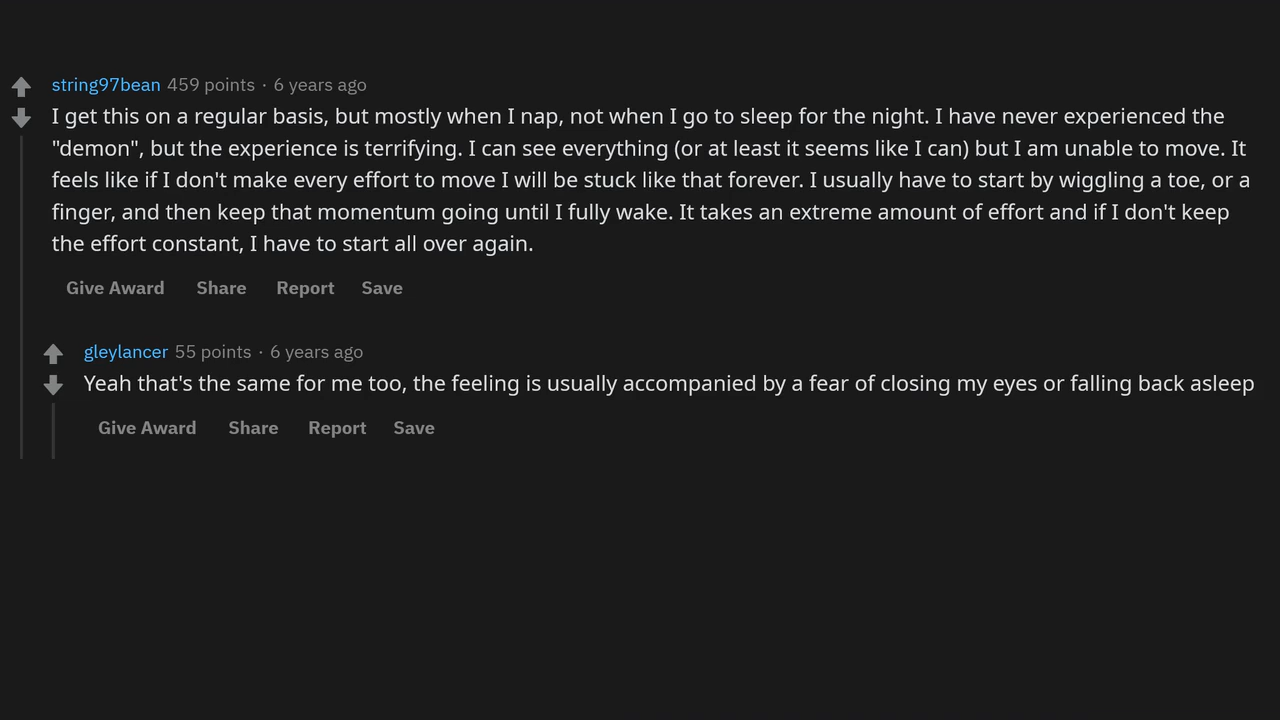 string97bean 459 points · 6 years ago
I get this on a regular basis, but mostly when I nap, not when I go to sleep for the night. I have never experienced the
"demon", but the experience is terrifying. I can see everything (or at least it seems like I can) but I am unable to move. It
feels like if I don't make every effort to move I will be stuck like that forever. I usually have to start by wiggling a toe, or a
finger, and then keep that momentum going until I fully wake. It takes an extreme amount of effort and if I don't keep
the effort constant, I have to start all over again.
Give Award Share Report Save
gleylancer 55 points · 6 years ago
Yeah that's the same for me too, the feeling is usually accompanied by a fear of closing my eyes or falling back asleep
Give Award Share Report Save